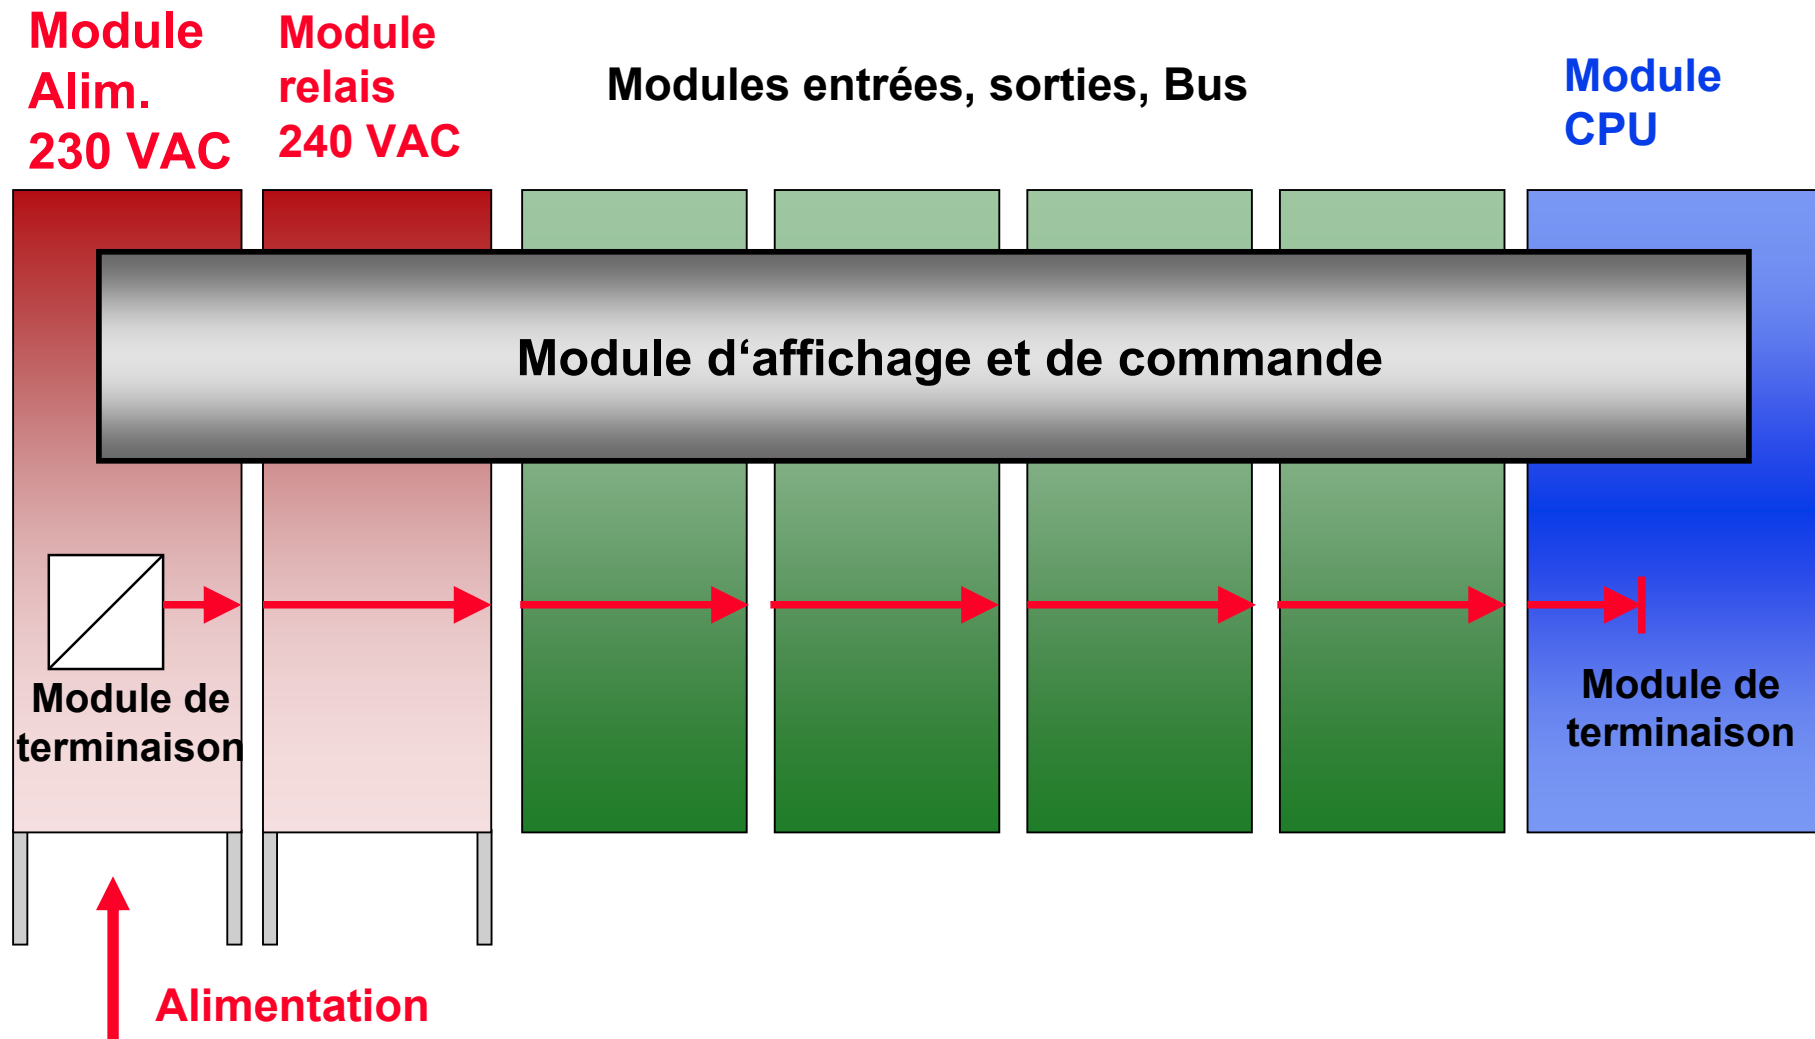 Module
Alim.
230 VAC
Module
relais
240 VAC
Modules entrées, sorties, Bus
Module
CPU
Module d‘affichage et de commande
Module de
terminaison
Module de
terminaison
Alimentation